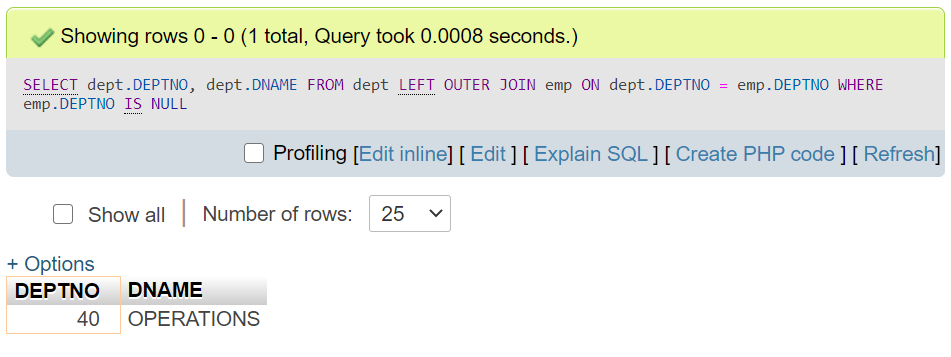 Showing rows 0 - 0 (1 total, Query took 0.0008 seconds.)
SELECT dept.DEPTNO, dept.DNAME FROM dept LEFT OUTER JOIN emp ON dept.DEPTNO = emp.DEPTNO WHERE
emp.DEPTNO IS NULL
Profiling [Edit inline] [ Edit ] [ Explain SQL ] [ Create PHP code ] [ Refresh]
Show all | Number of rows: 25
+ Options
DEPTNO DNAME
40 OPERATIONS